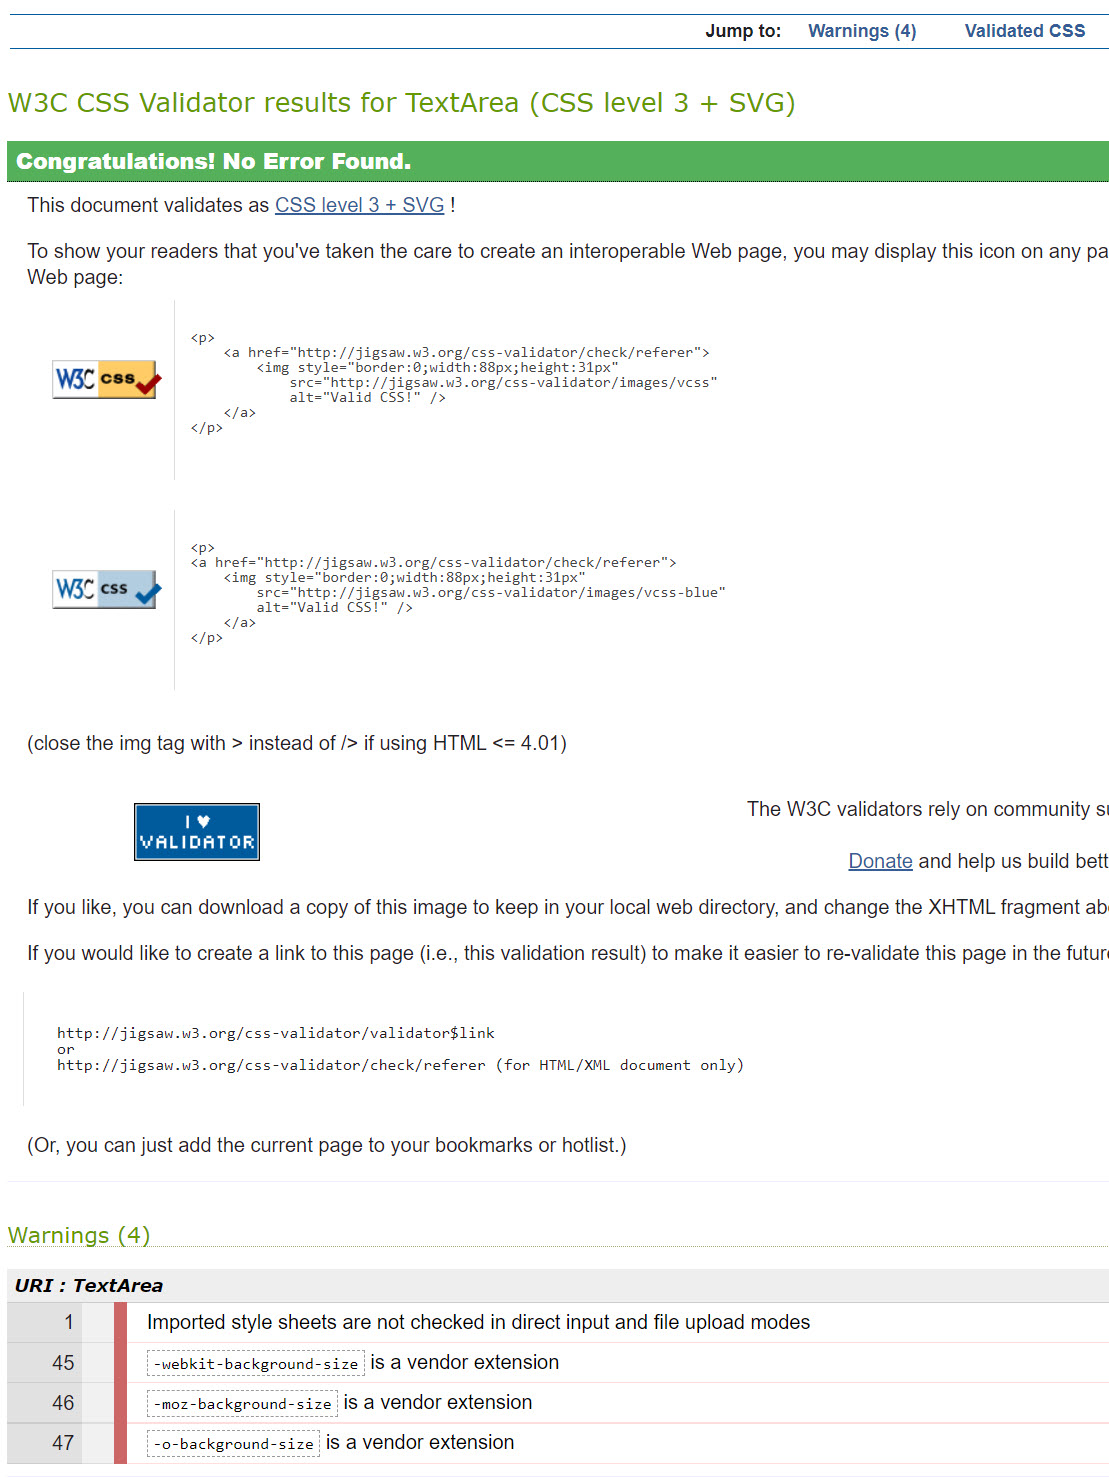 Jump to: Warnings (4) Validated CSS
W3C CSS Validator results for TextArea (CSS level 3 + SVG)
Congratulations! No Error Found.
This document validates as CSS level 3 + SVG !
To show your readers that you've taken the care to create an interoperable Web page, you may display this icon on any pa
Web page:
W3C css
<p>
<a href="http://jigsaw.w3.org/css-validator/check/referer">
<img style="border:0;width:88px;height:31px"
src="http://jigsaw.w3.org/css-validator/images/vcss"
alt="Valid CSS!" />
</a>
</p>
W3C css
<p>
<a href="http://jigsaw.w3.org/css-validator/check/referer">
<img style="border:0;width:88px;height:31px"
src="http://jigsaw.w3.org/css-validator/images/vcss-blue"
alt="Valid CSS!" />
</a>
</p>
(close the img tag with > instead of /> if using HTML <= 4.01)
I ♥
VALIDATOR
The W3C validators rely on community su
Donate and help us build bett
If you like, you can download a copy of this image to keep in your local web directory, and change the XHTML fragment ab
If you would like to create a link to this page (i.e., this validation result) to make it easier to re-validate this page in the future
http://jigsaw.w3.org/css-validator/validator$link
or
http://jigsaw.w3.org/css-validator/check/referer (for HTML/XML document only)
(Or, you can just add the current page to your bookmarks or hotlist.)
Warnings (4)
URI : TextArea
1 Imported style sheets are not checked in direct input and file upload modes
45 -webkit-background-size is a vendor extension
46 -moz-background-size is a vendor extension
47 -o-background-size is a vendor extension